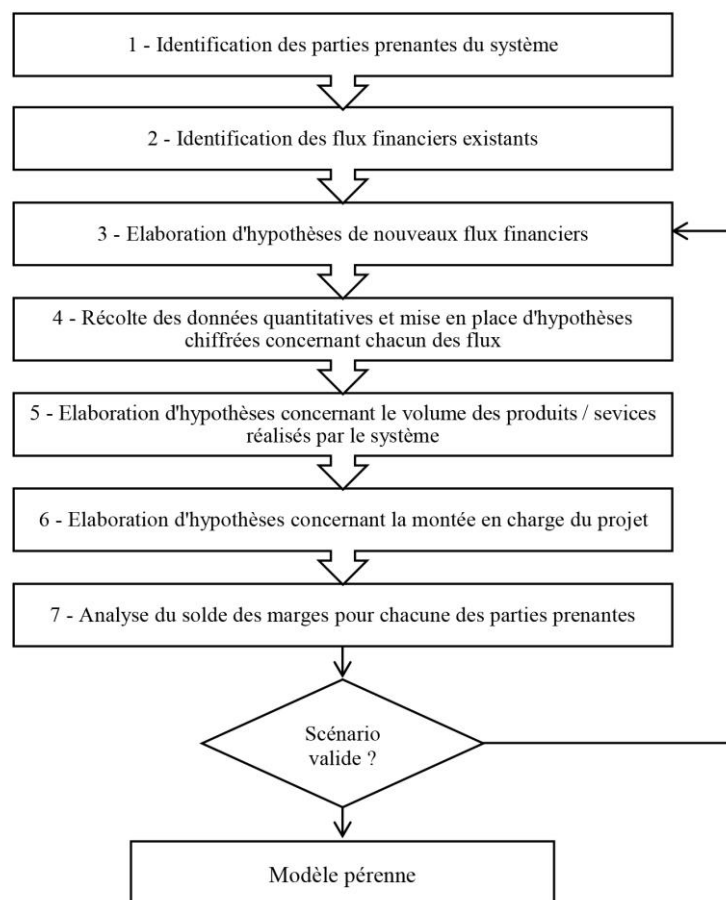 1 - Identification des parties prenantes du système
2 - Identification des flux financiers existants
3 - Elaboration d'hypothèses de nouveaux flux financiers
4 - Récolte des données quantitatives et mise en place d'hypothèses
chiffrées concernant chacun des flux
5 - Elaboration d'hypothèses concernant le volume des produits / sevices
réalisés par le système
6 - Elaboration d'hypothèses concernant la montée en charge du projet
7 - Analyse du solde des marges pour chacune des parties prenantes
Scénario
valide ?
Modèle pérenne